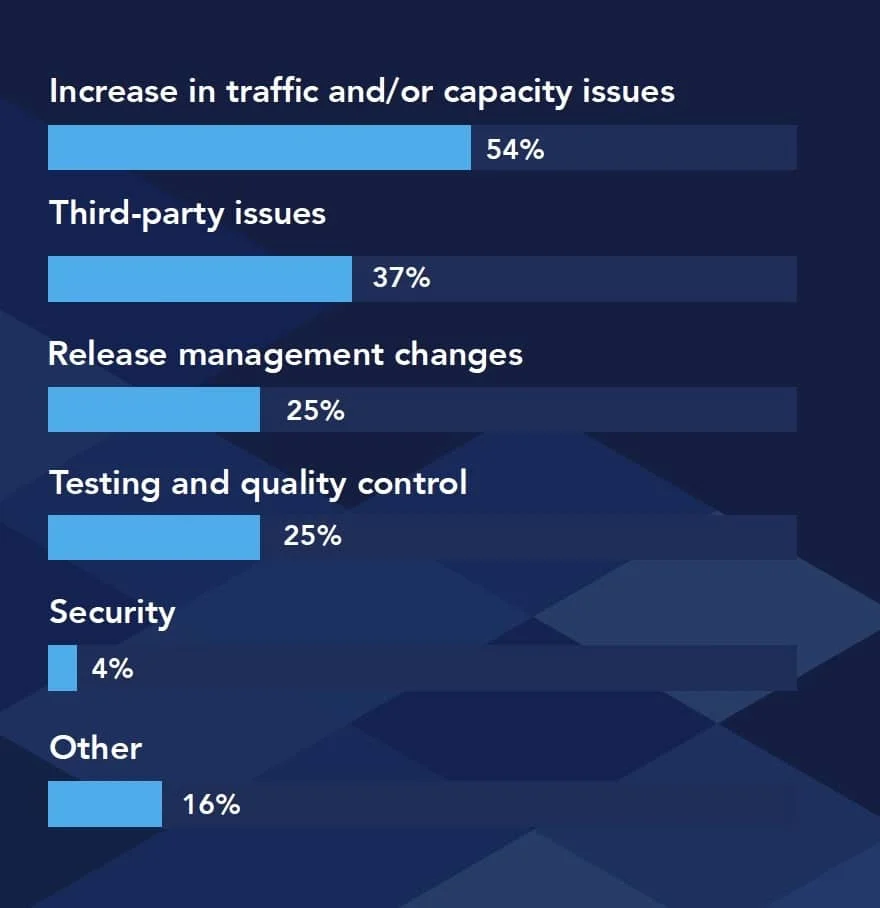 Increase in traffic and/or capacity issues
54%
Third-party issues
37%
Release management changes
25%
Testing and quality control
25%
Security
4%
Other
16%